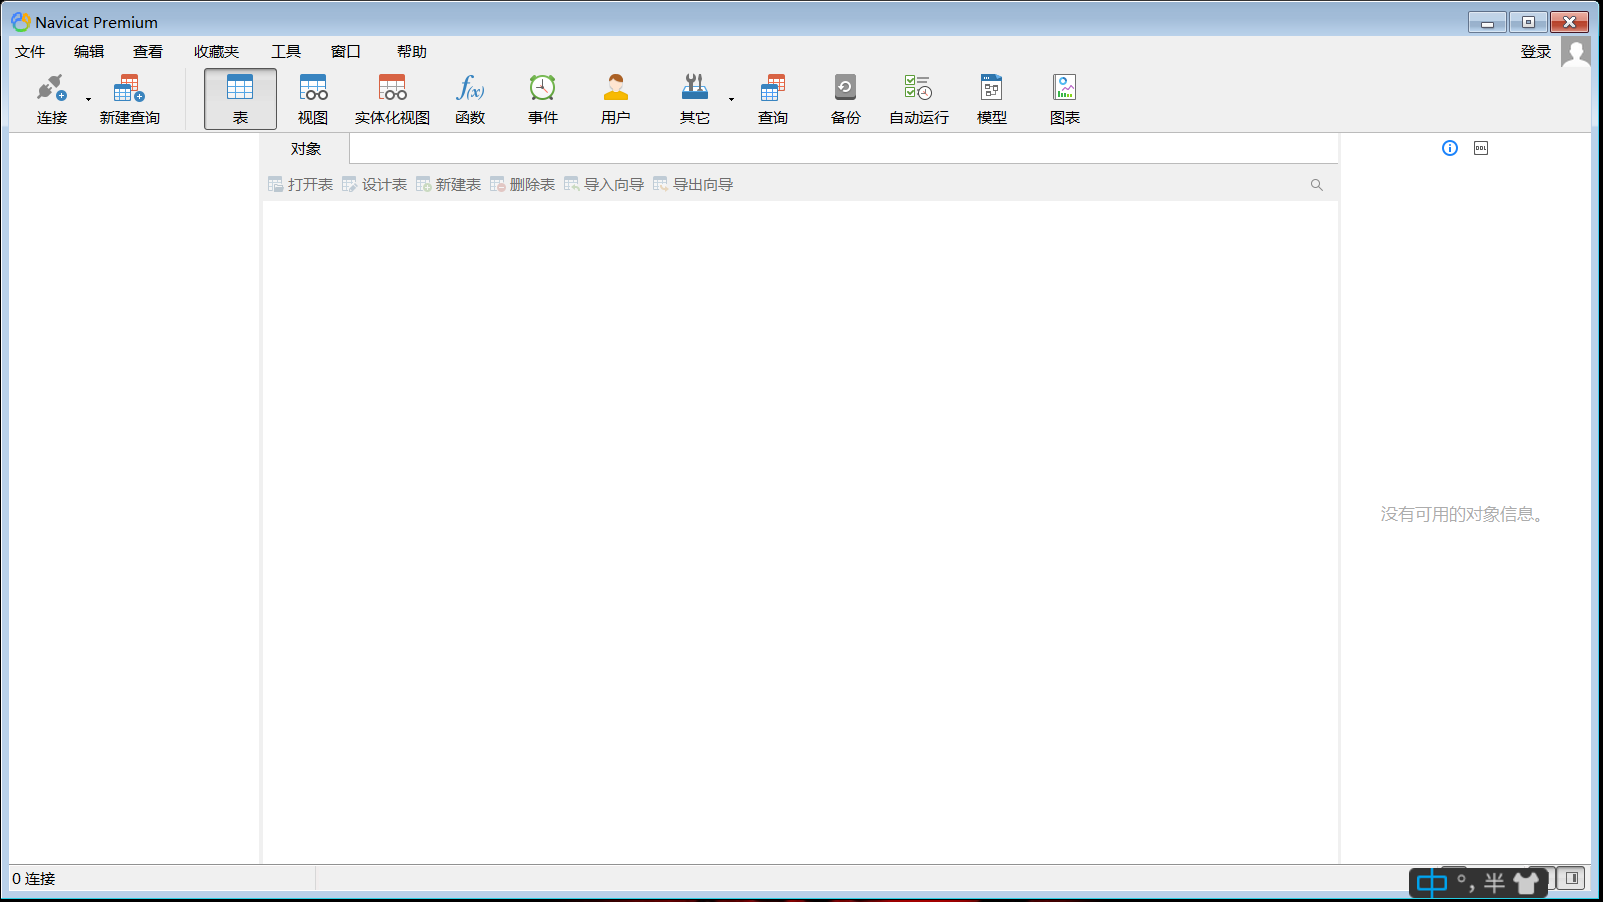 Navicat Premium
文件 编辑 查看 收藏夹 工具 窗口 帮助 登录
连接 新建查询 表 视图 实体化视图 函数 事件 用户 其它 查询 备份 自动运行 模型 图表
对象
打开表 设计表 新建表 删除表 导入向导 导出向导
没有可用的对象信息。
0 连接
中 °, 半